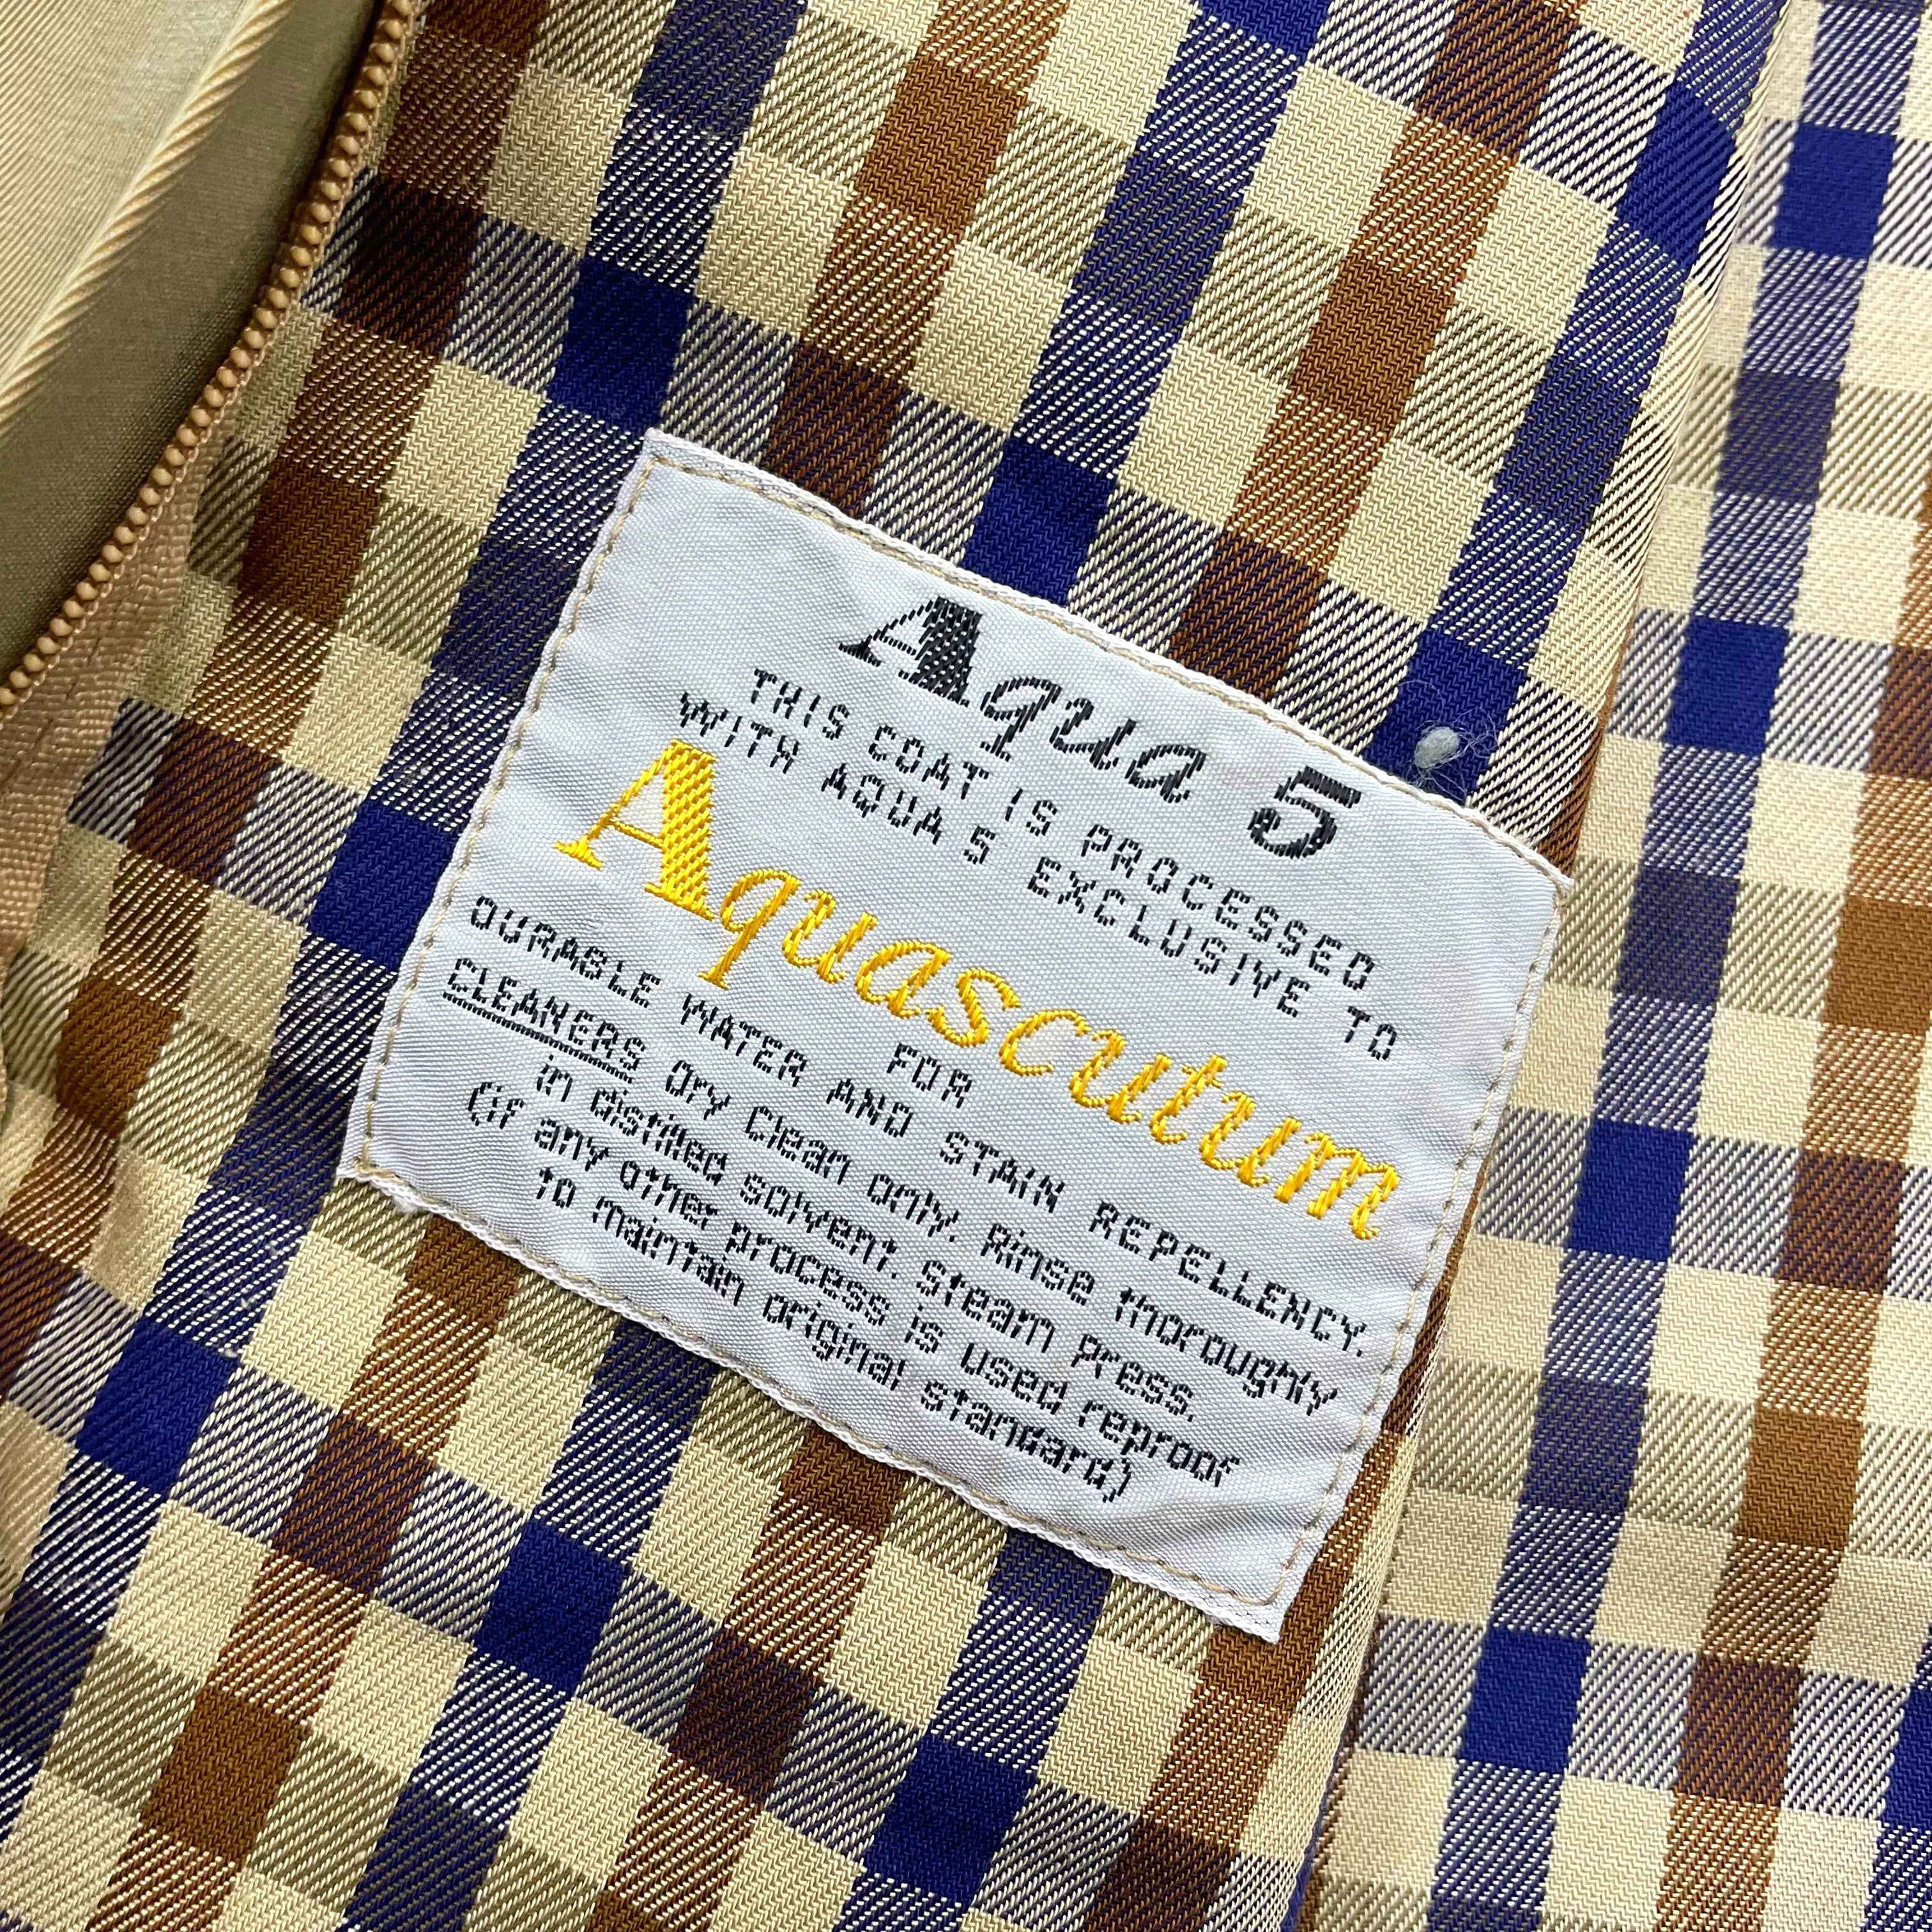 Aqua 5
THIS COAT IS PROCESSED
WITH AQUA 5 EXCLUSIVE TO
Aquascutum
FOR
DURABLE WATER AND STAIN REPELLENCY.
CLEANERS Dry clean only. Rinse thoroughly
in distilled solvent. Steam press.
(if any other process is used reproof
to maintain original standard)